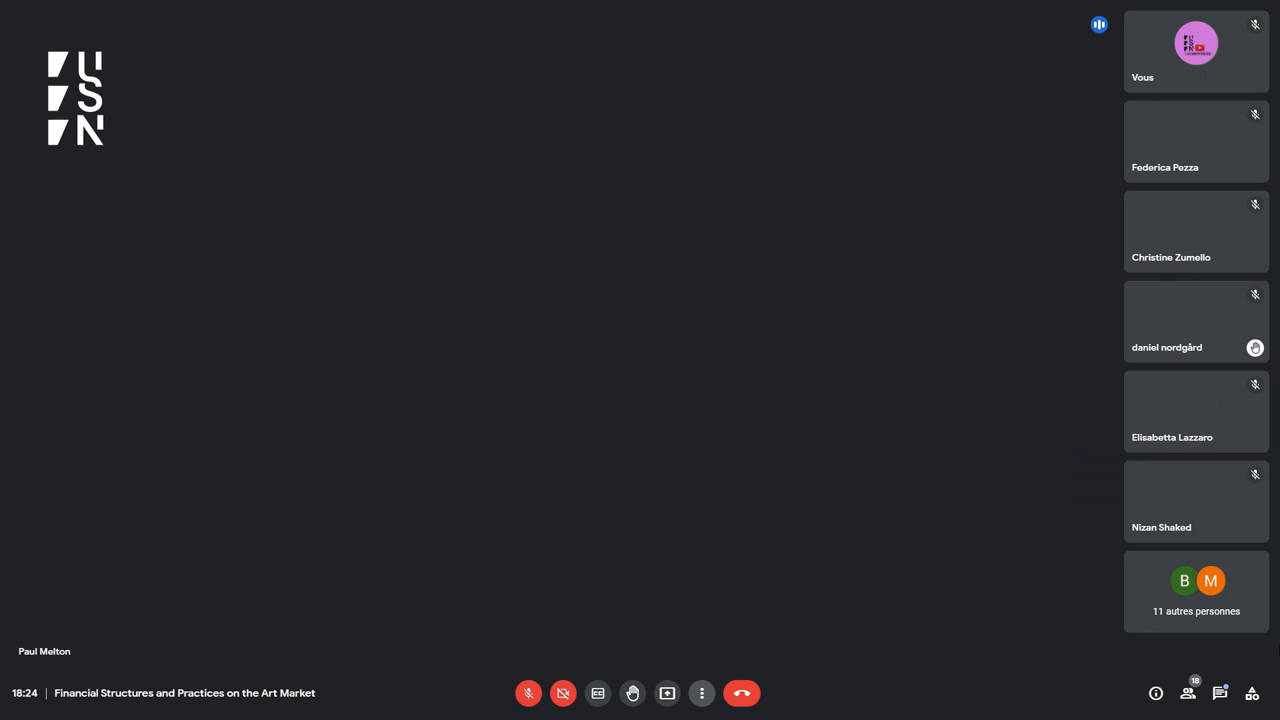 USN
Vous
Federica Pezza
Christine Zumello
daniel nordgård
Elisabetta Lazzaro
Nizan Shaked
B M
11 autres personnes
Paul Melton
18:24 | Financial Structures and Practices on the Art Market
18